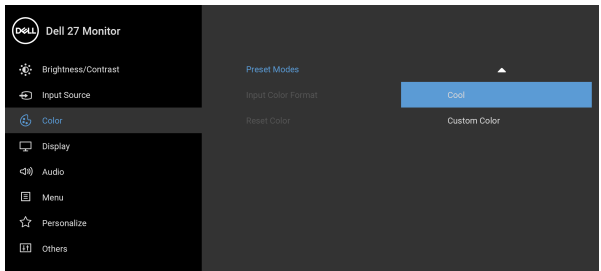 DELL Dell 27 Monitor
Brightness/Contrast
Preset Modes
Input Source
Input Color Format
Cool
Color
Reset Color
Custom Color
Display
Audio
Menu
Personalize
Others